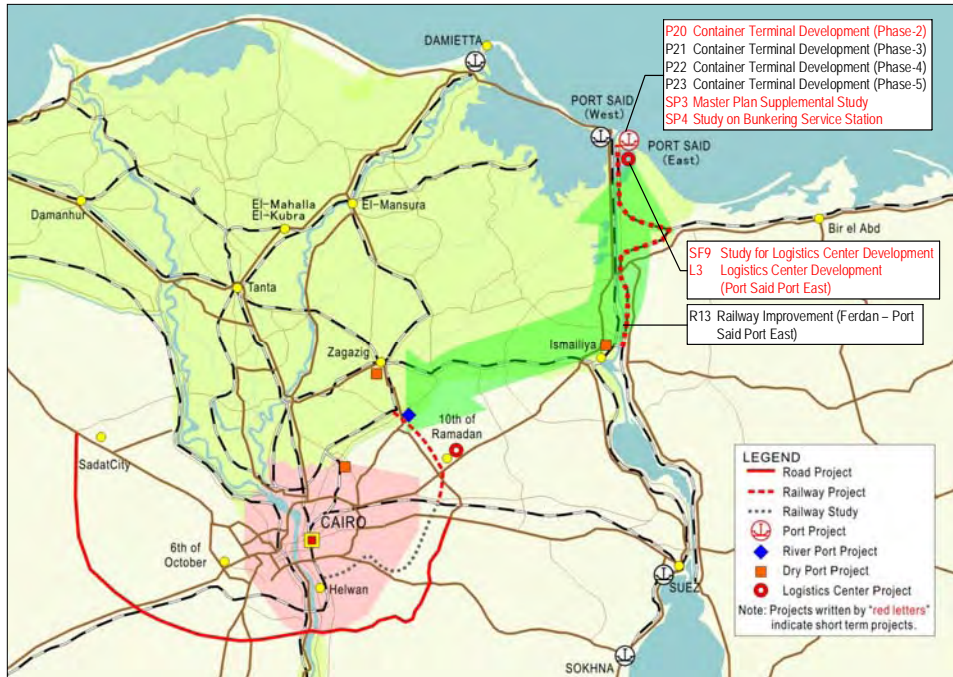 P20 Container Terminal Development (Phase-2)
P21 Container Terminal Development (Phase-3)
P22 Container Terminal Development (Phase-4)
P23 Container Terminal Development (Phase-5)
SP3 Master Plan Supplemental Study
SP4 Study on Bunkering Service Station
DAMIETTA
PORT SAID
(West)
PORT SAID
(East)
Damanhur
El-Mahalla
El-Kubra
El-Mansura
Bir el Abd
SF9 Study for Logistics Center Development
L3 Logistics Center Development
(Port Said Port East)
Tanta
R13 Railway Improvement (Ferdan – Port
Said Port East)
Zagazig
Ismailiya
10th of
Ramadan
SadatCity
CAIRO
6th of
October
Helwan
SUEZ
SOKHNA
LEGEND
Road Project
Railway Project
Railway Study
Port Project
River Port Project
Dry Port Project
Logistics Center Project
Note: Projects written by "red letters"
indicate short term projects.